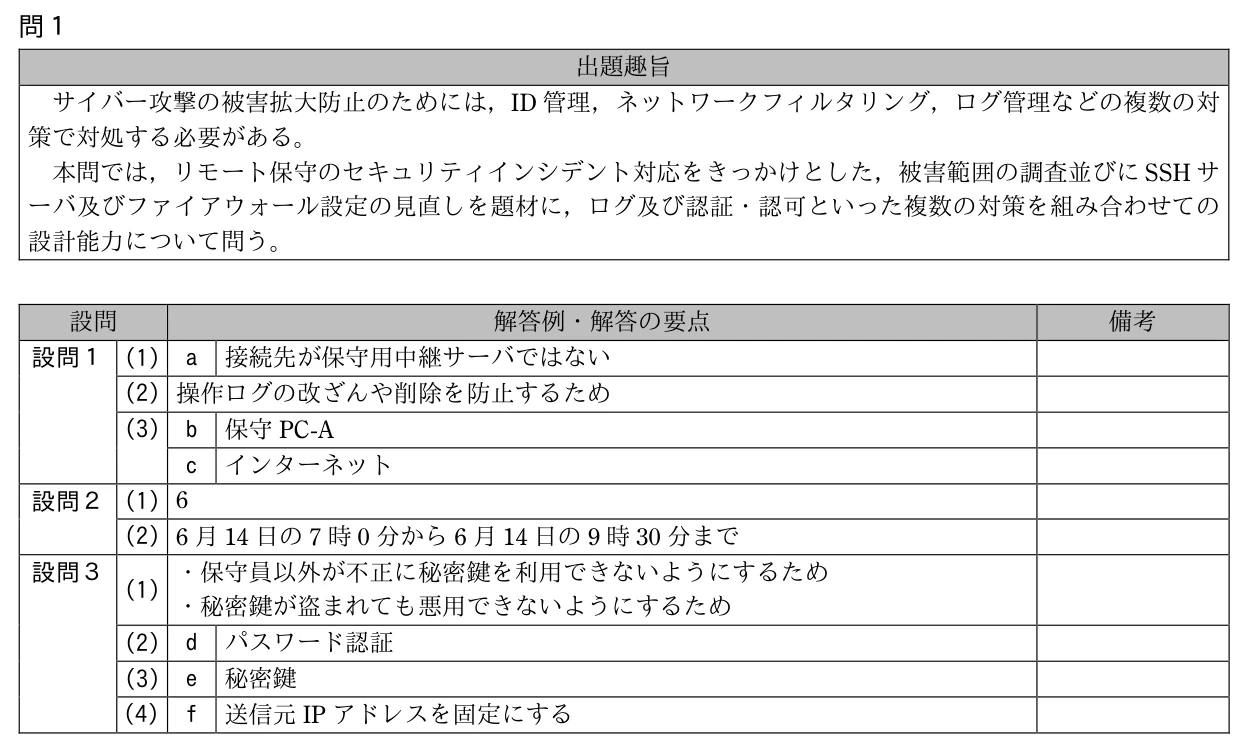 問1
出題趣旨
サイバー攻撃の被害拡大防止のためには，ID 管理，ネットワークフィルタリング，ログ管理などの複数の対
策で対処する必要がある。
本問では，リモート保守のセキュリティインシデント対応をきっかけとした，被害範囲の調査並びに SSH サ
ーバ及びファイアウォール設定の見直しを題材に，ログ及び認証・認可といった複数の対策を組み合わせての
設計能力について問う。
設問 解答例・解答の要点 備考
設問1 (1) a 接続先が保守用中継サーバではない
(2) 操作ログの改ざんや削除を防止するため
(3) b 保守 PC-A
c インターネット
設問2 (1) 6
(2) 6 月 14 日の 7 時 0 分から 6 月 14 日の 9 時 30 分まで
設問3 (1) ・保守員以外が不正に秘密鍵を利用できないようにするため
・秘密鍵が盗まれても悪用できないようにするため
(2) d パスワード認証
(3) e 秘密鍵
(4) f 送信元 IP アドレスを固定にする